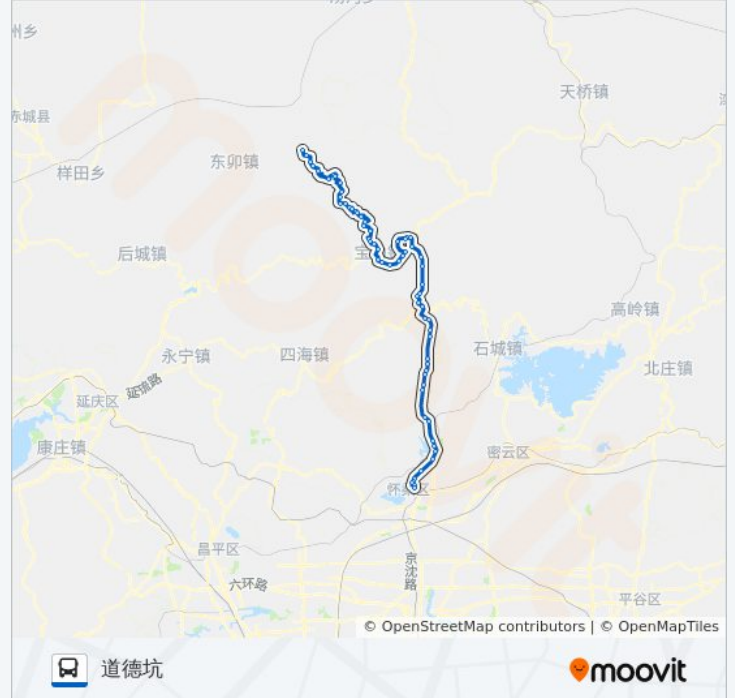 州乡
天桥镇
赤城县
东卯镇
样田乡
后城镇
宝
高岭镇
永宁镇
四海镇
石城镇
北庄镇
延琉路
延庆区
康庄镇
密云区
怀柔区
昌平区
京沈路
六环路
平谷区
© OpenStreetMap contributors | © OpenMapTiles
道德坑
moovit